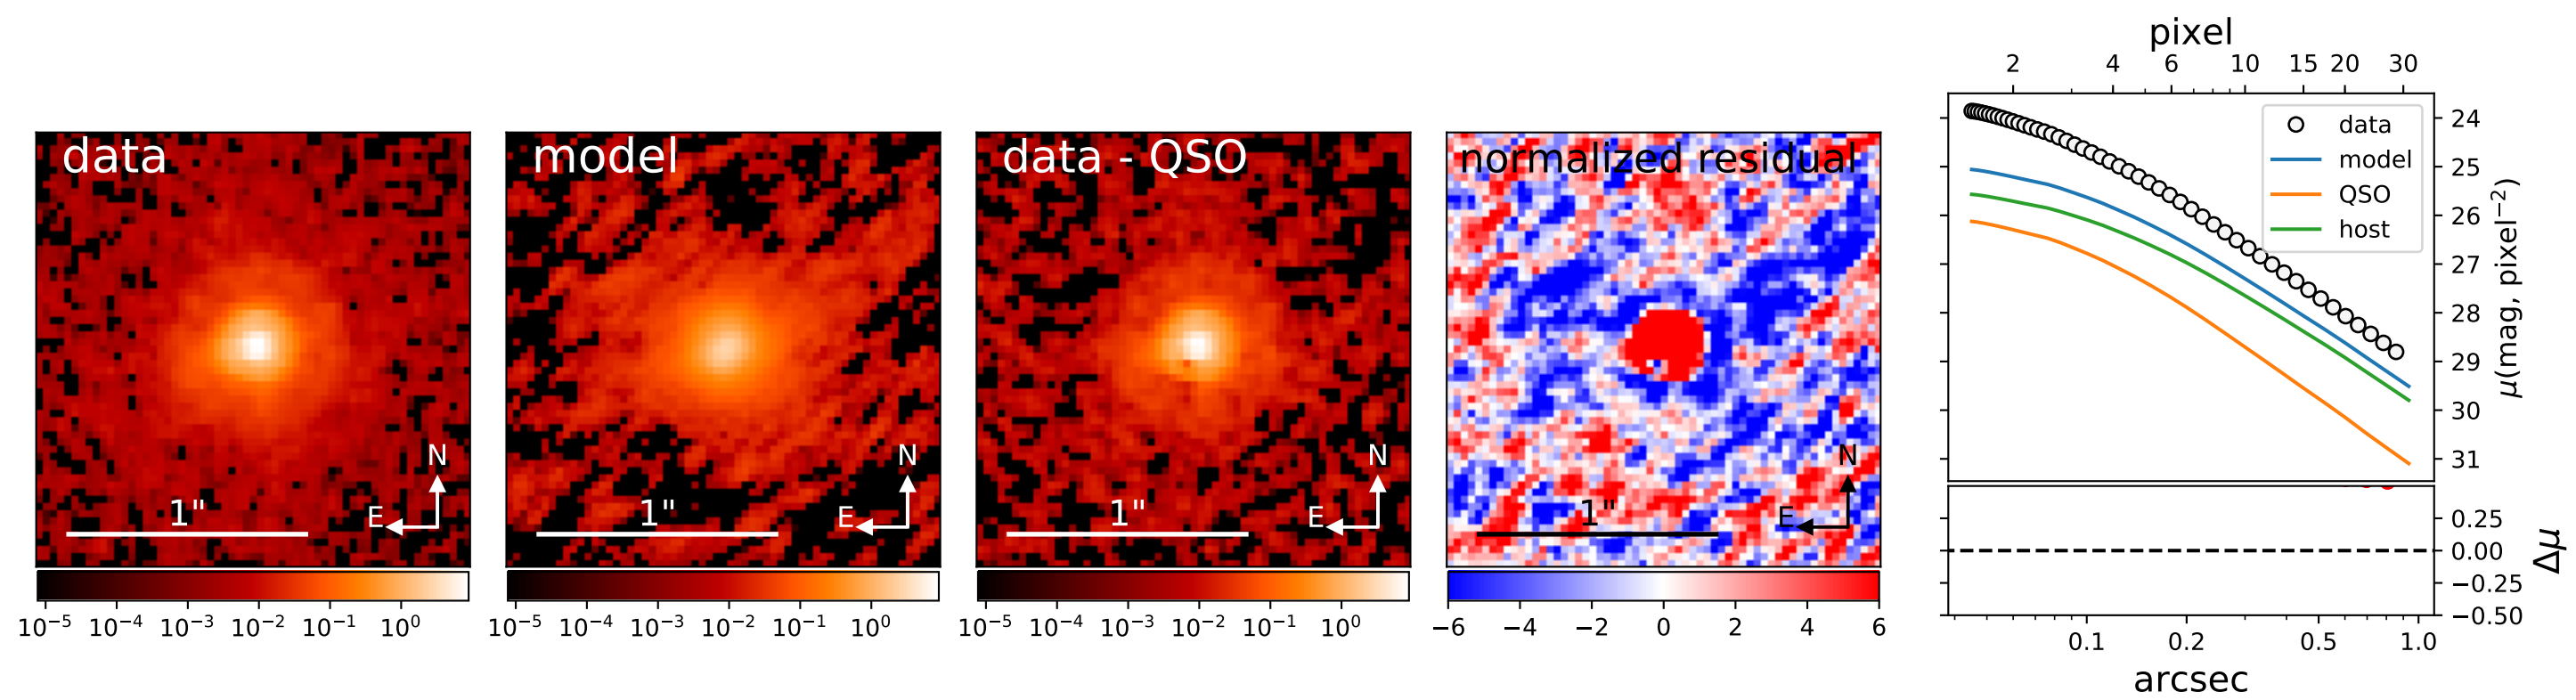 data
1"
N
E
10⁻⁵ 10⁻⁴ 10⁻³ 10⁻² 10⁻¹ 10⁰
model
1"
N
E
10⁻⁵ 10⁻⁴ 10⁻³ 10⁻² 10⁻¹ 10⁰
data - QSO
1"
N
E
10⁻⁵ 10⁻⁴ 10⁻³ 10⁻² 10⁻¹ 10⁰
normalized residual
1"
N
E
−6 −4 −2 0 2 4 6
pixel
2 4 6 10 15 20 30
data
model
QSO
host
24
25
26
27
28
29
30
31
μ(mag, pixel⁻²)
0.25
0.00
−0.25
−0.50
Δμ
0.1 0.2 0.5 1.0
arcsec